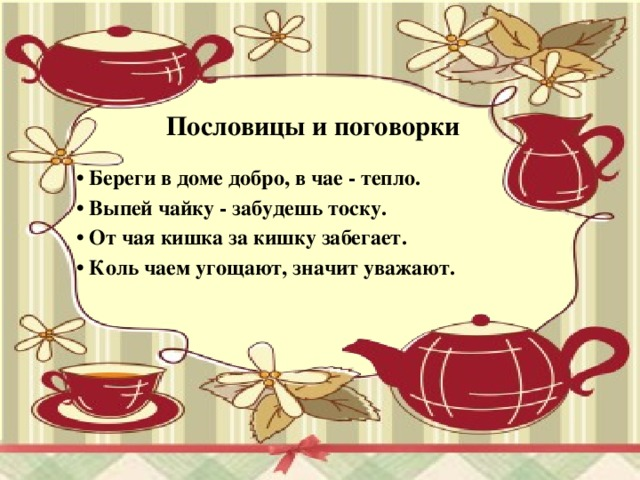 Пословицы и поговорки
• Береги в доме добро, в чае - тепло.
• Выпей чайку - забудешь тоску.
• От чая кишка за кишку забегает.
• Коль чаем угощают, значит уважают.